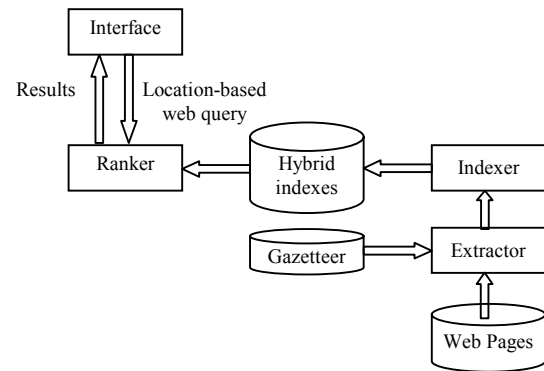 Interface
Results
Location-based
web query
Ranker
Hybrid
indexes
Indexer
Gazetteer
Extractor
Web Pages